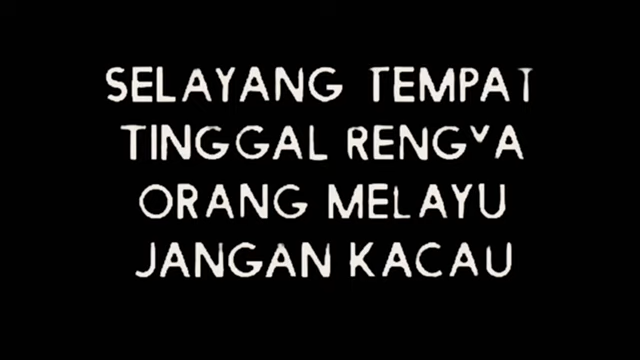 SELAYANG TEMPAT
TINGGAL RENGYA
ORANG MELAYU
JANGAN KACAU